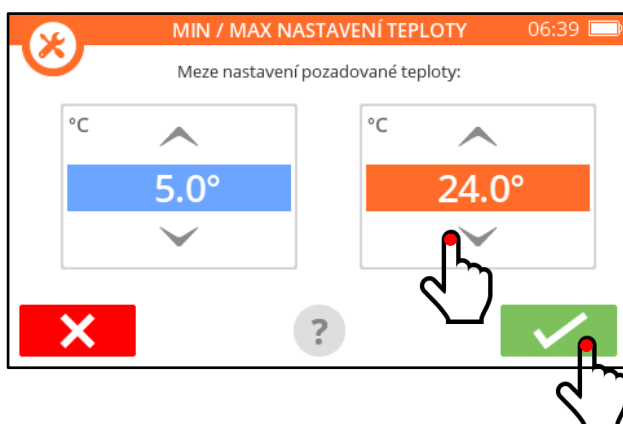 MIN / MAX NASTAVENÍ TEPLOTY 06:39
Meze nastavení pozadované teploty:
°C °C
5.0° 24.0°
?